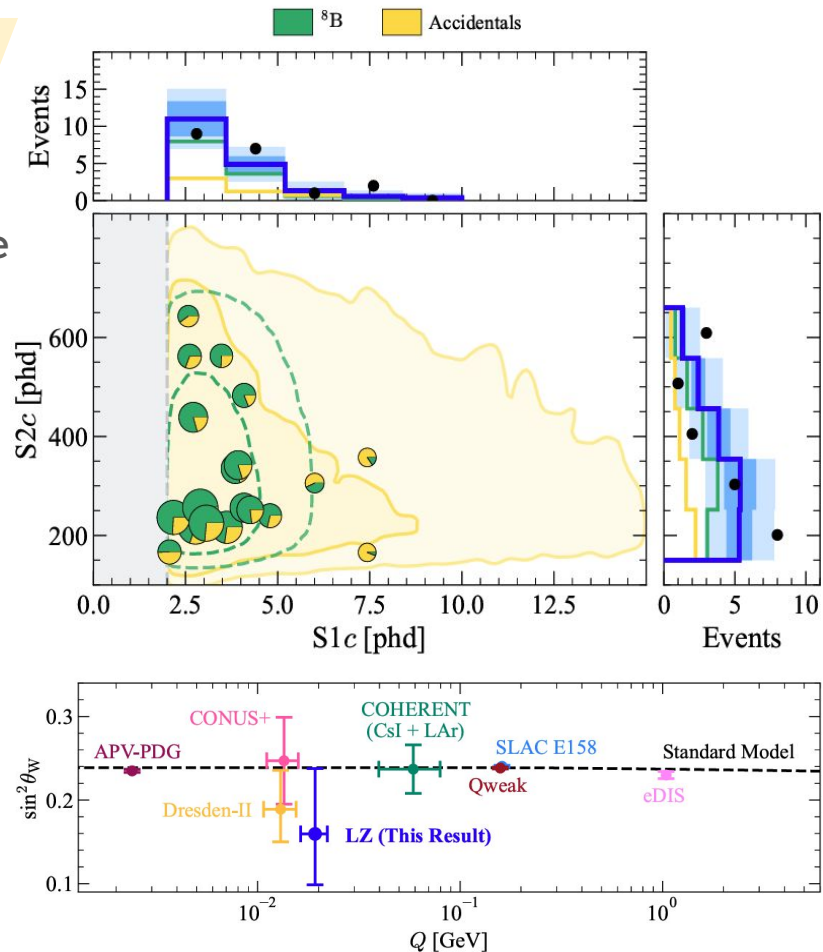 ⁸B Accidentals
Events
15
10
5
0
e
S2c [phd]
600
400
200
0.0 2.5 5.0 7.5 10.0 12.5
S1c [phd]
0 5 10
Events
sin²θ_W
0.3
0.2
0.1
APV-PDG
CONUS+
Dresden-II
COHERENT
(CsI + LAr)
LZ (This Result)
SLAC E158
Qweak
Standard Model
eDIS
10⁻² 10⁻¹ 10⁰
Q [GeV]